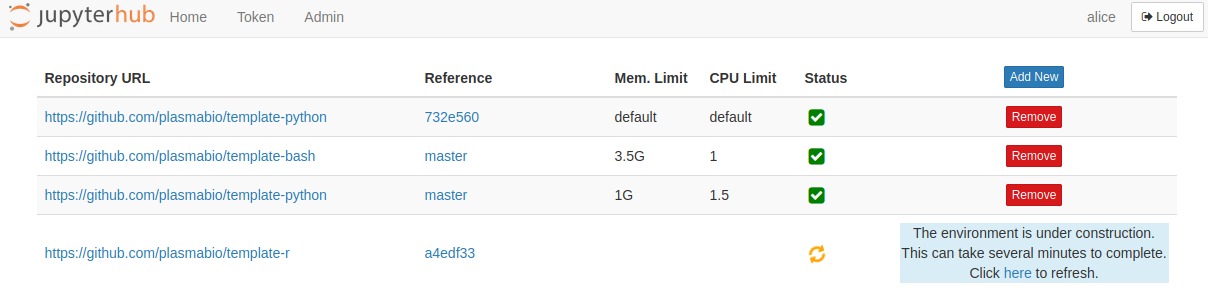 jupyterhub Home Token Admin alice Logout
Repository URL Reference Mem. Limit CPU Limit Status Add New
https://github.com/plasmabio/template-python 732e560 default default Remove
https://github.com/plasmabio/template-bash master 3.5G 1 Remove
https://github.com/plasmabio/template-python master 1G 1.5 Remove
https://github.com/plasmabio/template-r a4edf33
The environment is under construction.
This can take several minutes to complete.
Click here to refresh.